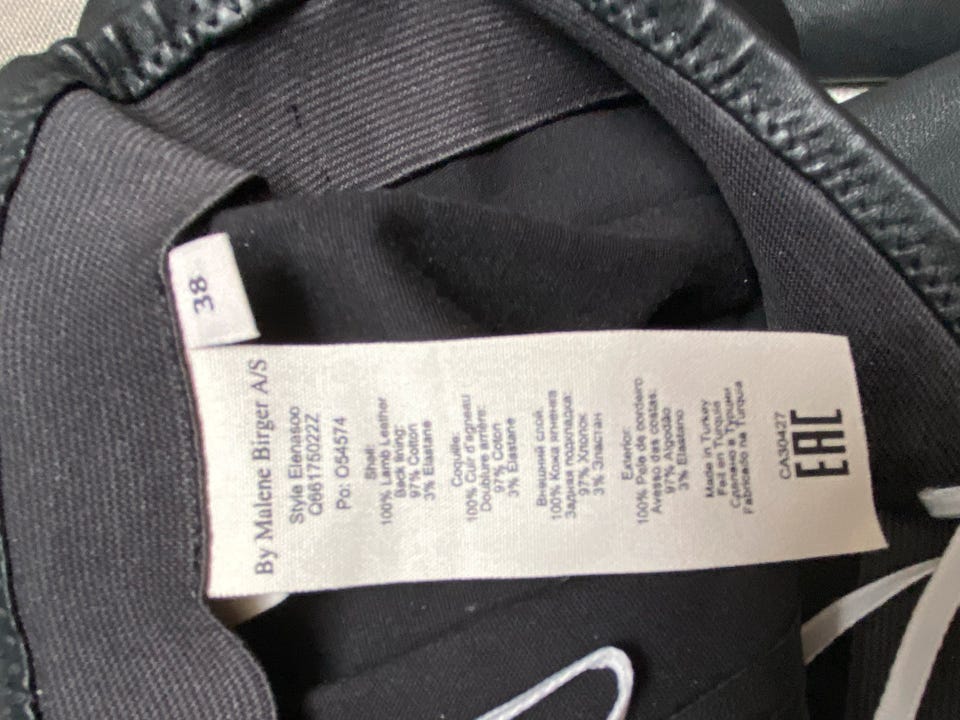 38
By Malene Birger A/S
Style Elenasoo
Q66175022Z
Po: O54574
Shell:
100% Lamb Leather
Back lining:
97% Cotton
3% Elastane
Coquille:
100% Cuir d'agneau
Doublure arrière:
97% Coton
3% Élastane
Внешний слой:
100% Кожа ягненка
Задняя подкладка:
97% Хлопок
3% Эластан
Exterior:
100% Pele de cordeiro
Avesso das costas:
97% Algodão
3% Elastano
Made in Turkey
Fait en Turquie
Сделано в Турции
Fabricado na Turquia
CA30427
EAC